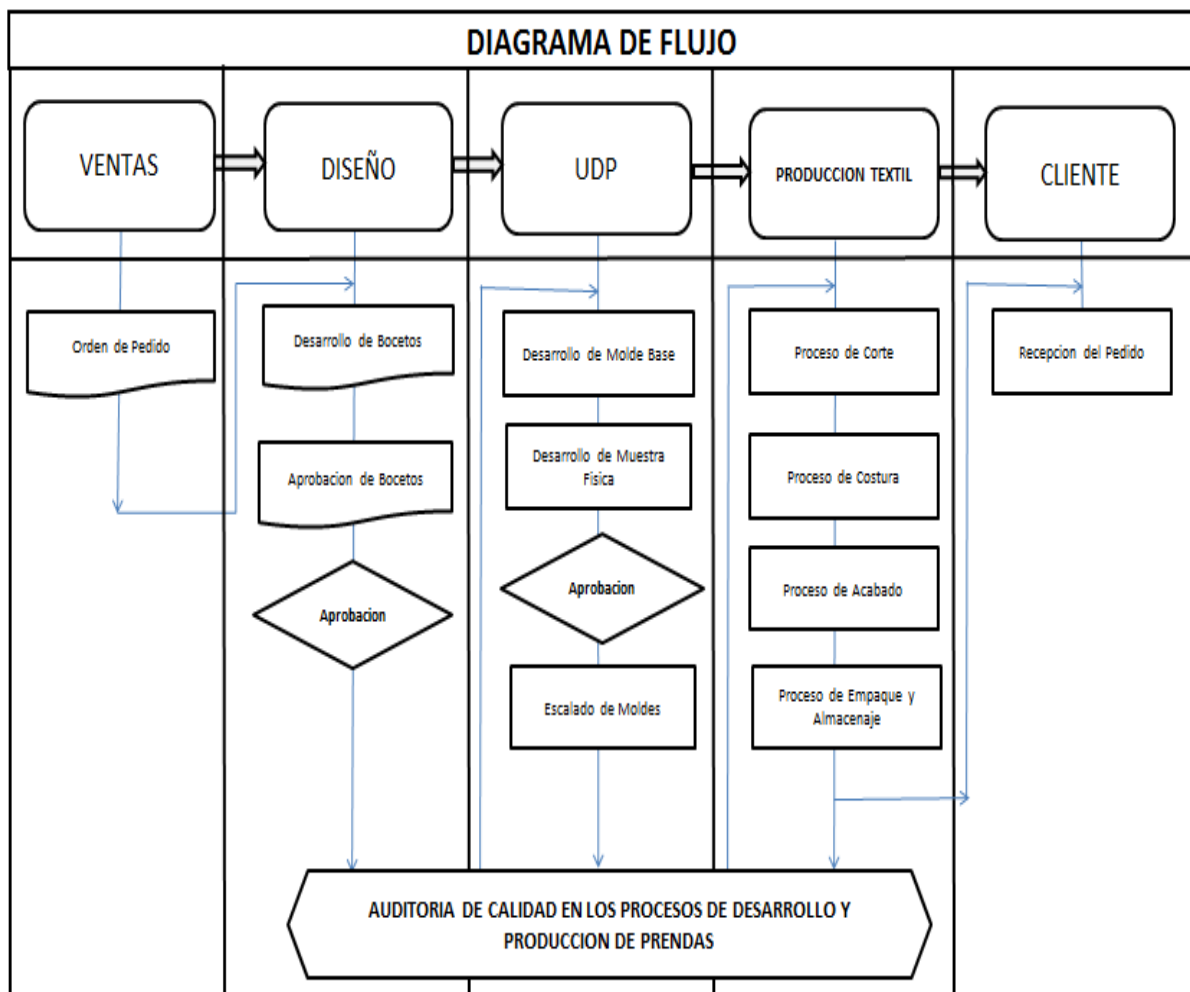 DIAGRAMA DE FLUJO
VENTAS
DISEÑO
UDP
PRODUCCION TEXTIL
CLIENTE
Orden de Pedido
Desarrollo de Bocetos
Aprobacion de Bocetos
Aprobacion
Desarrollo de Molde Base
Desarrollo de Muestra
Fisica
Aprobacion
Escalado de Moldes
Proceso de Corte
Proceso de Costura
Proceso de Acabado
Proceso de Empaque y
Almacenaje
Recepcion del Pedido
AUDITORIA DE CALIDAD EN LOS PROCESOS DE DESARROLLO Y
PRODUCCION DE PRENDAS